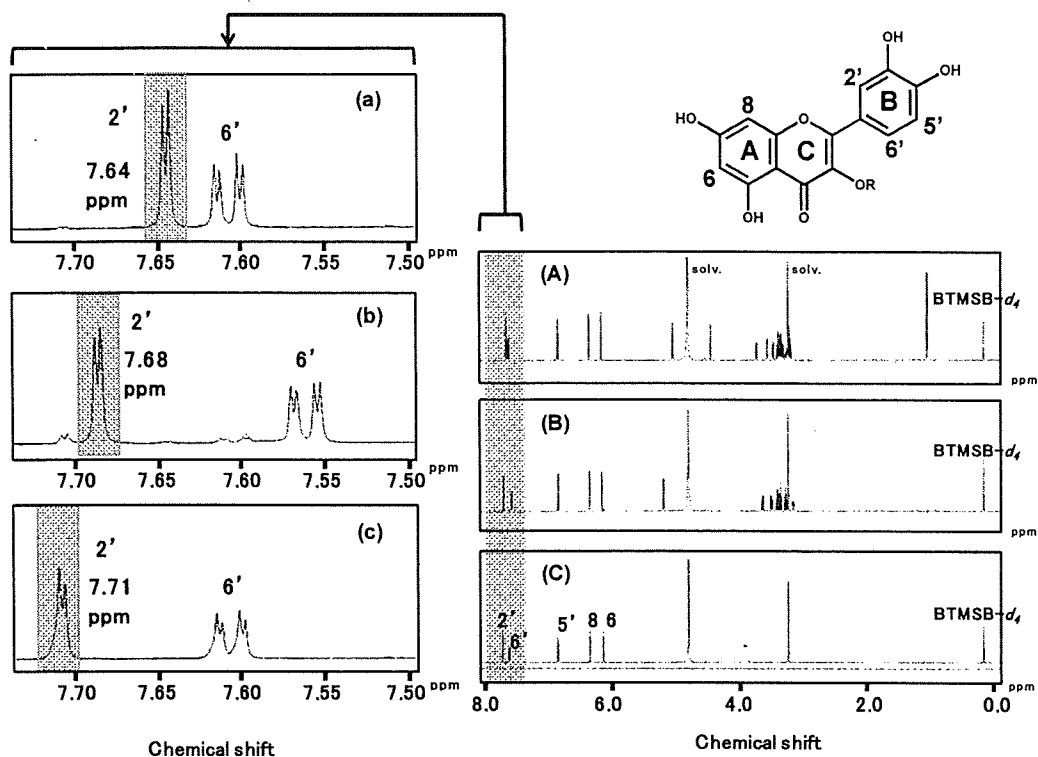 (a)
2'
6'
7.64
ppm
7.70 7.65 7.60 7.55 7.50 ppm
(b)
2'
6'
7.68
ppm
7.70 7.65 7.60 7.55 7.50 ppm
(c)
2'
6'
7.71
ppm
7.70 7.65 7.60 7.55 7.50 ppm
Chemical shift
OH
2' OH
B
8
HO O 5'
A C 6'
6 OR
OH O
(A) solv. solv.
BTMSB-d4
ppm
(B)
BTMSB-d4
ppm
(C)
2' 6' 5' 8 6 BTMSB-d4
ppm
8.0 6.0 4.0 2.0 0.0
Chemical shift